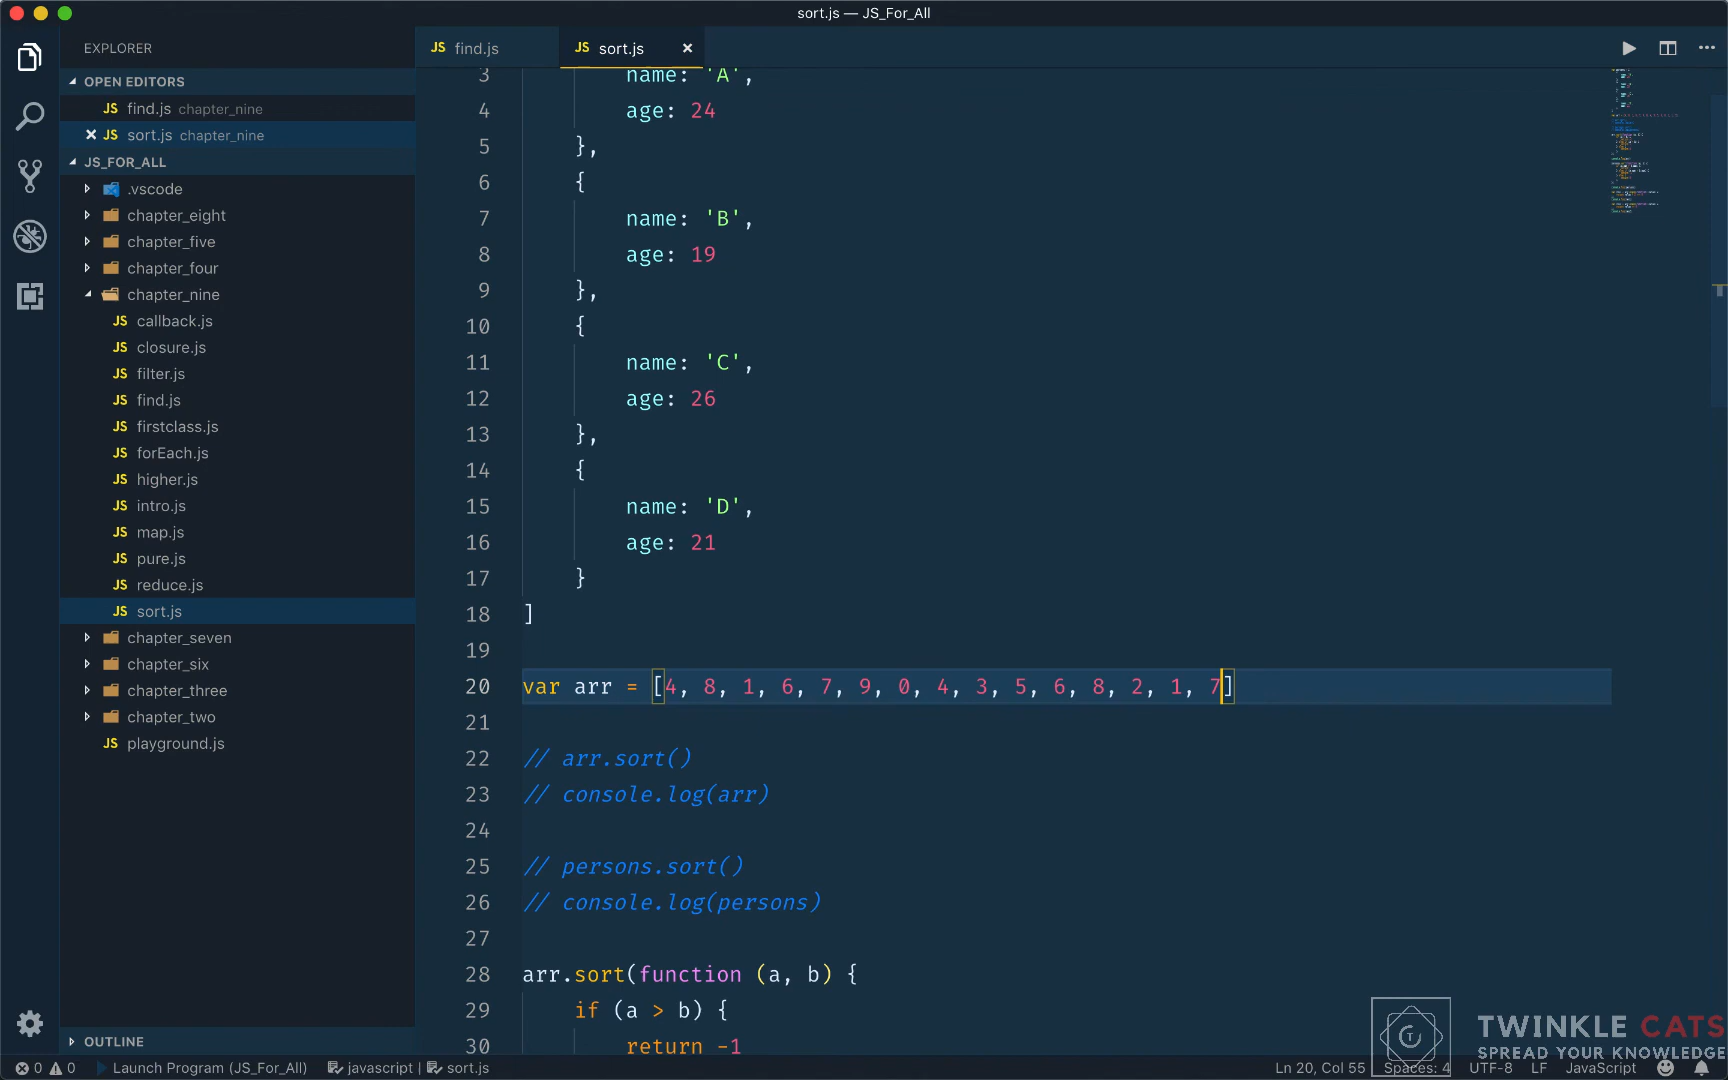 sort.js — JS_For_All
EXPLORER
OPEN EDITORS
JS find.js chapter_nine
JS sort.js chapter_nine
JS_FOR_ALL
.vscode
chapter_eight
chapter_five
chapter_four
chapter_nine
JS callback.js
JS closure.js
JS filter.js
JS find.js
JS firstclass.js
JS forEach.js
JS higher.js
JS intro.js
JS map.js
JS pure.js
JS reduce.js
JS sort.js
chapter_seven
chapter_six
chapter_three
chapter_two
JS playground.js
OUTLINE
JS find.js JS sort.js
3 name: 'A',
4 age: 24
5 },
6 {
7 name: 'B',
8 age: 19
9 },
10 {
11 name: 'C',
12 age: 26
13 },
14 {
15 name: 'D',
16 age: 21
17 }
18 ]
19
20 var arr = [4, 8, 1, 6, 7, 9, 0, 4, 3, 5, 6, 8, 2, 1, 7]
21
22 // arr.sort()
23 // console.log(arr)
24
25 // persons.sort()
26 // console.log(persons)
27
28 arr.sort(function (a, b) {
29 if (a > b) {
30 return -1
TWINKLE CATS
SPREAD YOUR KNOWLEDGE
0 0 Launch Program (JS_For_All) javascript | sort.js Ln 20, Col 55 Spaces: 4 UTF-8 LF JavaScript